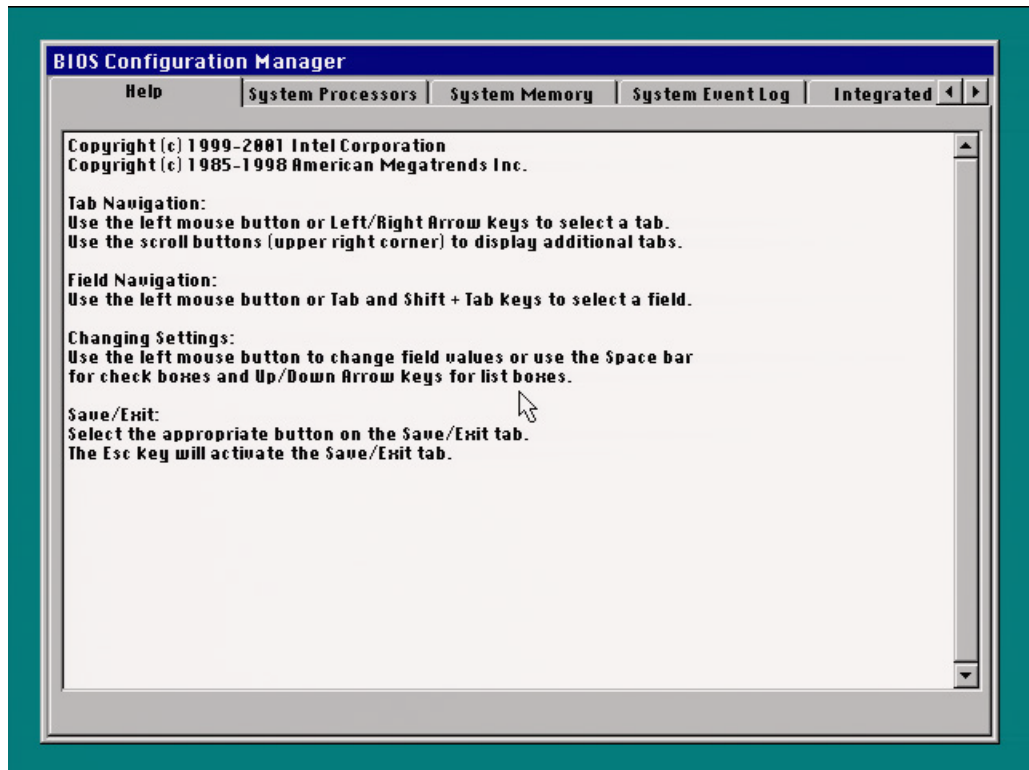 BIOS Configuration Manager
Help
System Processors
System Memory
System Event Log
Integrated
Copyright (c) 1999-2001 Intel Corporation
Copyright (c) 1985-1998 American Megatrends Inc.
Tab Navigation:
Use the left mouse button or Left/Right Arrow Keys to select a tab.
Use the scroll buttons (upper right corner) to display additional tabs.
Field Navigation:
Use the left mouse button or Tab and Shift + Tab Keys to select a field.
Changing Settings:
Use the left mouse button to change field values or use the Space bar
for check boxes and Up/Down Arrow Keys for list boxes.
Save/Exit:
Select the appropriate button on the Save/Exit tab.
The Esc Key will activate the Save/Exit tab.